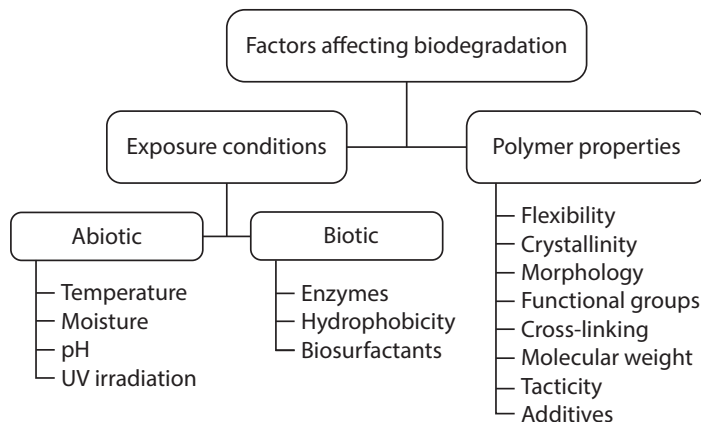 Factors affecting biodegradation
Exposure conditions
Polymer properties
Abiotic
Biotic
Temperature
Moisture
pH
UV irradiation
Enzymes
Hydrophobicity
Biosurfactants
Flexibility
Crystallinity
Morphology
Functional groups
Cross-linking
Molecular weight
Tacticity
Additives